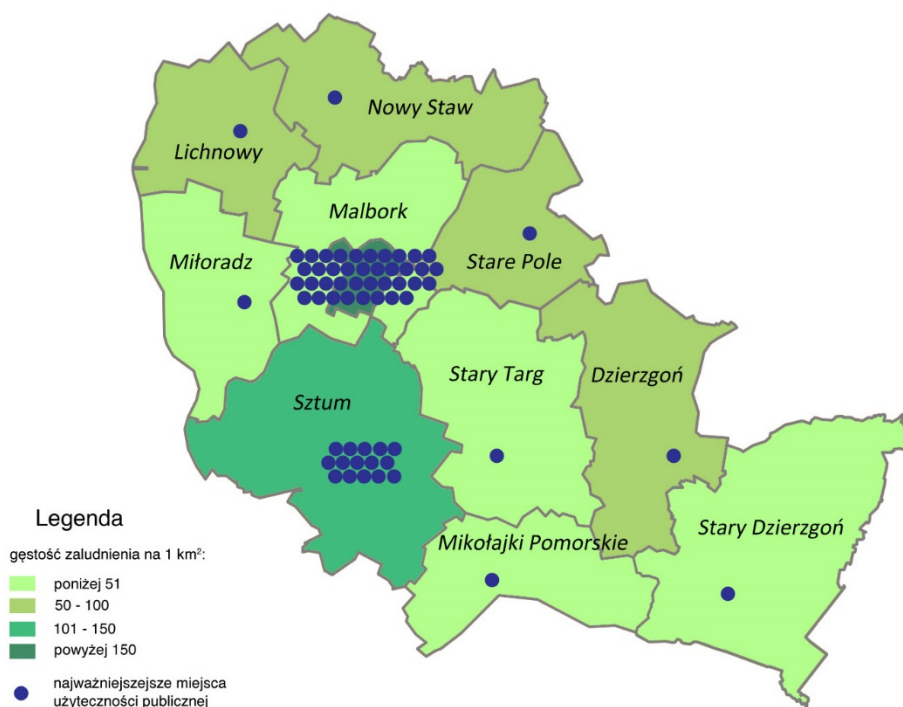 Nowy Staw
Lichnowy
Malbork
Stare Pole
Miłoradz
Stary Targ
Dzierzgoń
Sztum
Stary Dzierzgoń
Mikołajki Pomorskie
Legenda
gęstość zaludnienia na 1 km²:
poniżej 51
50 - 100
101 - 150
powyżej 150
najważniejszejsze miejsca
użyteczności publicznej